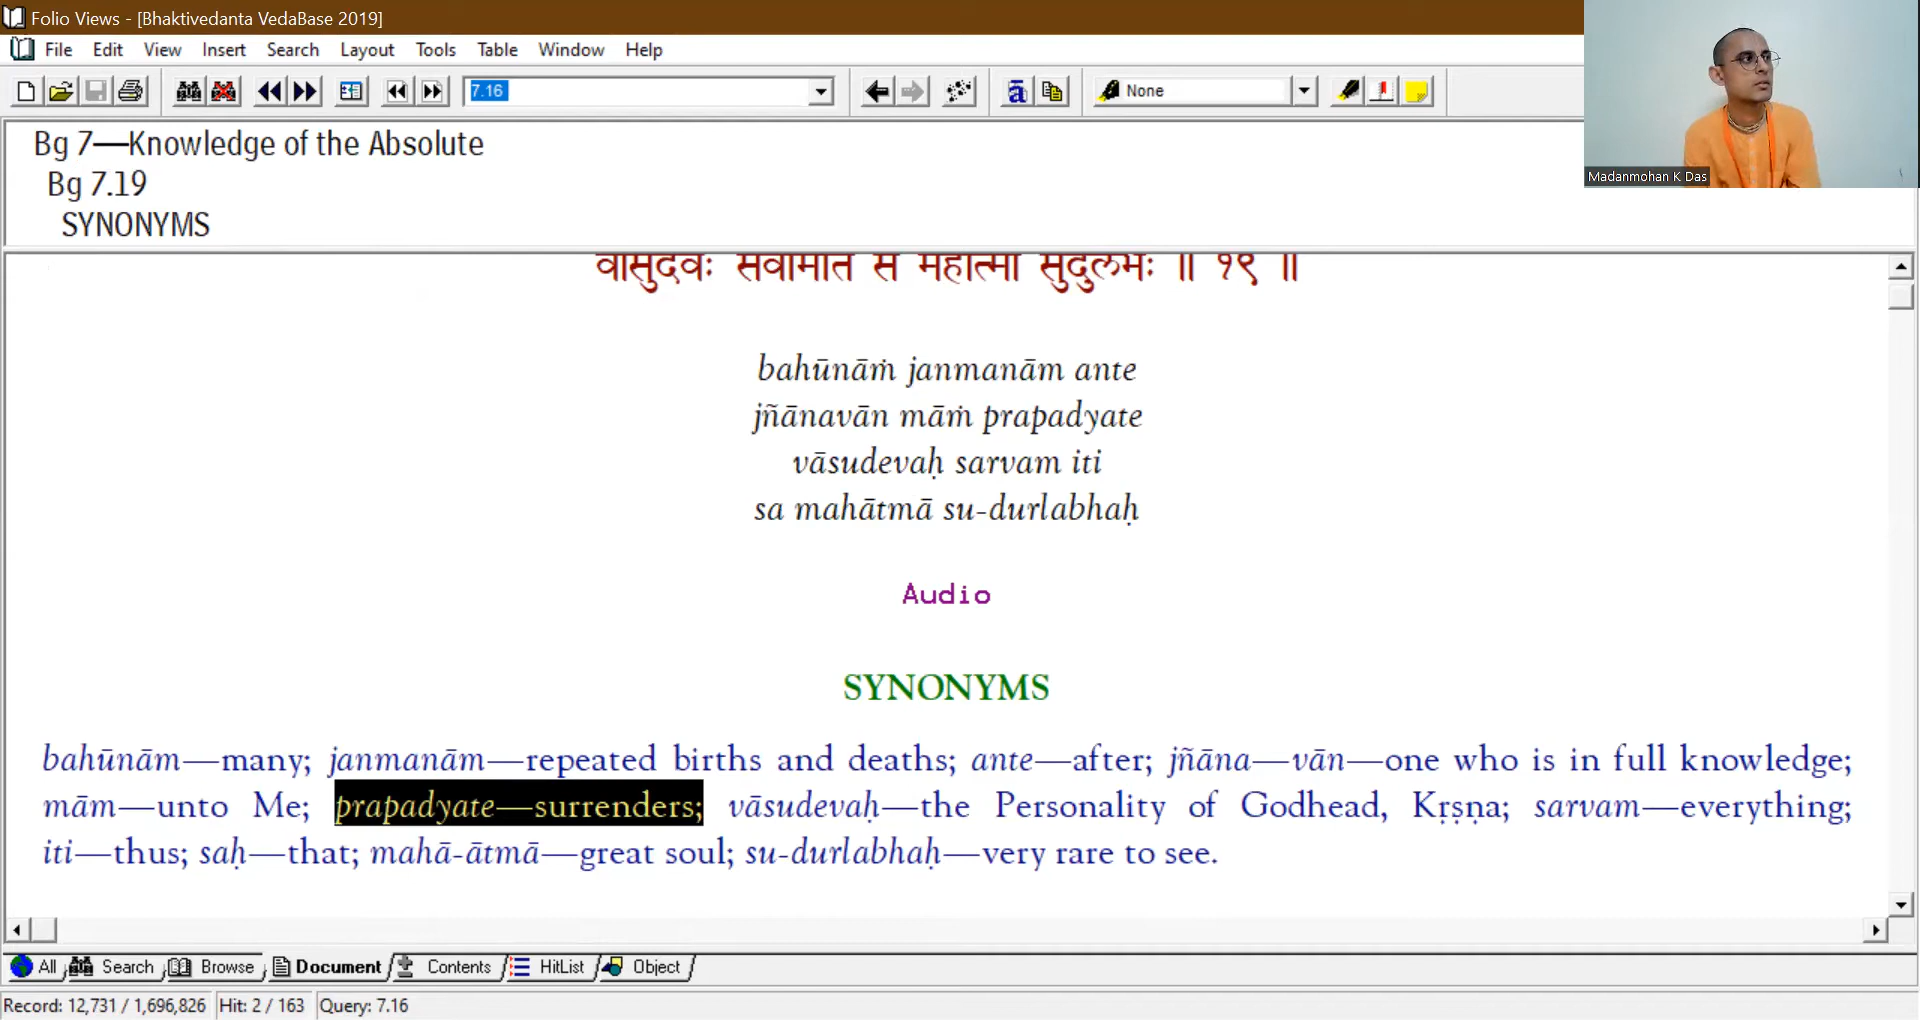 Folio Views - [Bhaktivedanta VedaBase 2019]
File Edit View Insert Search Layout Tools Table Window Help
7.16
None
Madanmohan K Das
Bg 7—Knowledge of the Absolute
Bg 7.19
SYNONYMS
वासुदेवः सर्वमिति स महात्मा सुदुर्लभः ॥ १९ ॥
bahūnāṁ janmanām ante
jñānavān māṁ prapadyate
vāsudevaḥ sarvam iti
sa mahātmā su-durlabhaḥ
Audio
SYNONYMS
bahūnām—many; janmanām—repeated births and deaths; ante—after; jñāna—vān—one who is in full knowledge;
mām—unto Me; prapadyate—surrenders; vāsudevaḥ—the Personality of Godhead, Kṛṣṇa; sarvam—everything;
iti—thus; saḥ—that; mahā-ātmā—great soul; su-durlabhaḥ—very rare to see.
All Search Browse Document Contents HitList Object
Record: 12,731 / 1,696,826 Hit: 2 / 163 Query: 7.16